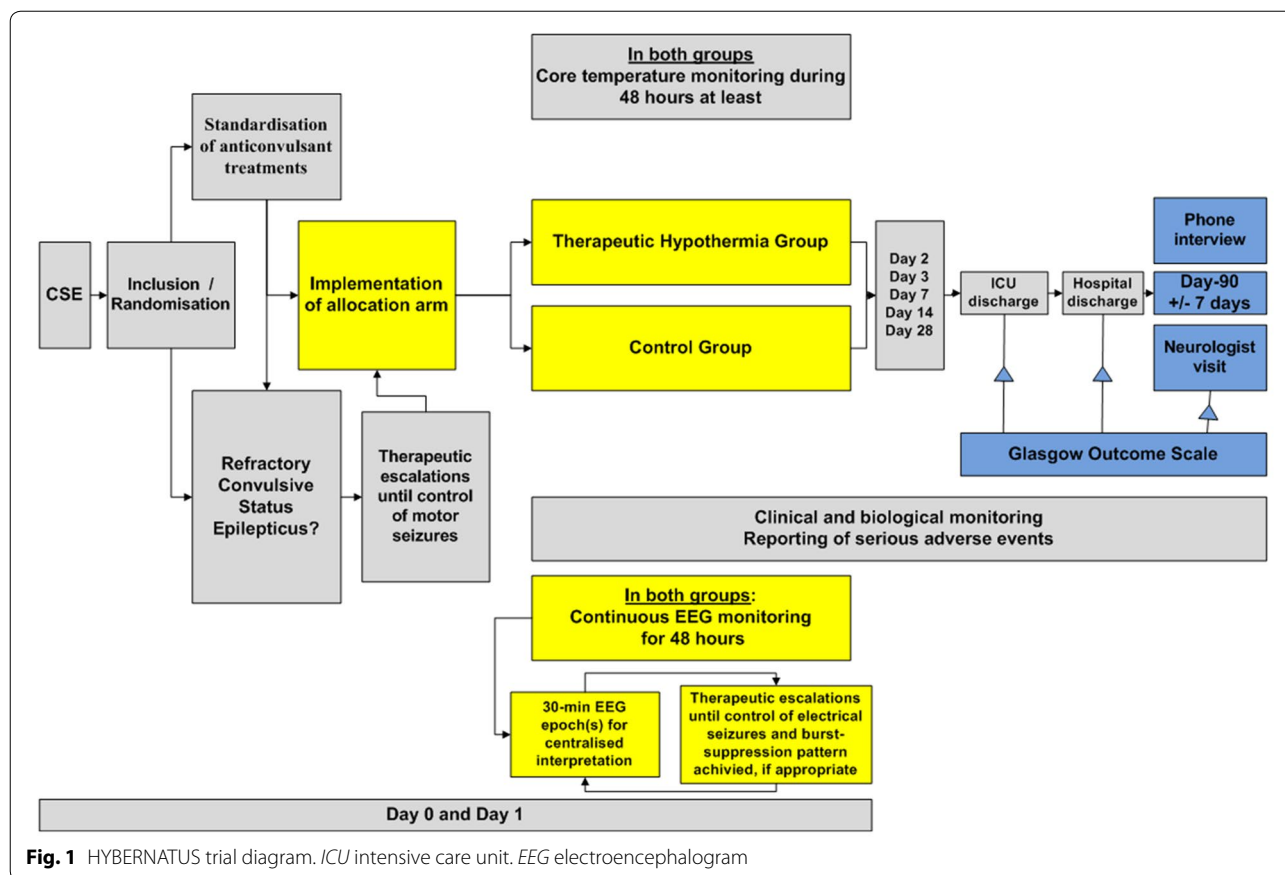 In both groups
Core temperature monitoring during
48 hours at least
Standardisation
of anticonvulsant
treatments
CSE
Inclusion /
Randomisation
Implementation
of allocation arm
Therapeutic Hypothermia Group
Control Group
Day 2
Day 3
Day 7
Day 14
Day 28
ICU
discharge
Hospital
discharge
Phone
interview
Day-90
+/- 7 days
Neurologist
visit
Refractory
Convulsive
Status
Epilepticus?
Therapeutic
escalations
until control
of motor
seizures
Glasgow Outcome Scale
Clinical and biological monitoring
Reporting of serious adverse events
In both groups:
Continuous EEG monitoring
for 48 hours
30-min EEG
epoch(s) for
centralised
interpretation
Therapeutic escalations
until control of electrical
seizures and burst-
suppression pattern
achivied, if appropriate
Day 0 and Day 1
Fig. 1 HYBERNATUS trial diagram. ICU intensive care unit. EEG electroencephalogram